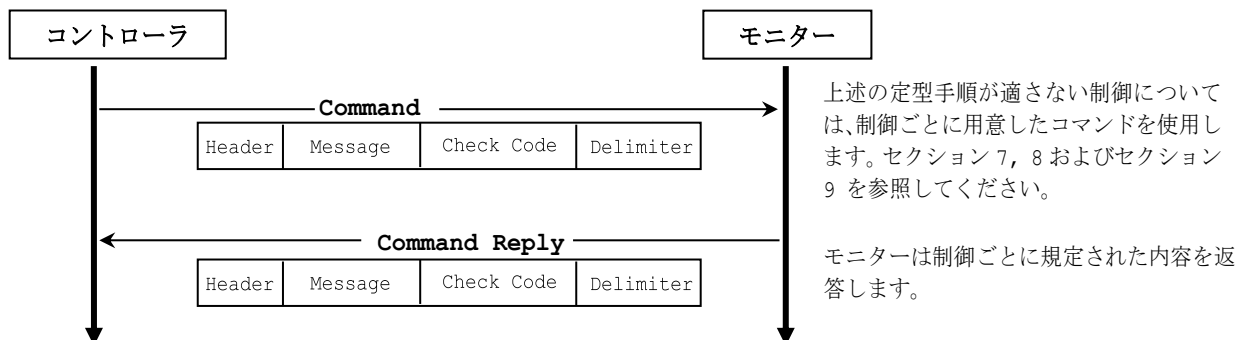 コントローラ
モニター
Command
Header Message Check Code Delimiter
Command Reply
Header Message Check Code Delimiter
上述の定型手順が適さない制御について
は、制御ごとに用意したコマンドを使用し
ます。セクション 7, 8 およびセクション
9 を参照してください。
モニターは制御ごとに規定された内容を返
答します。